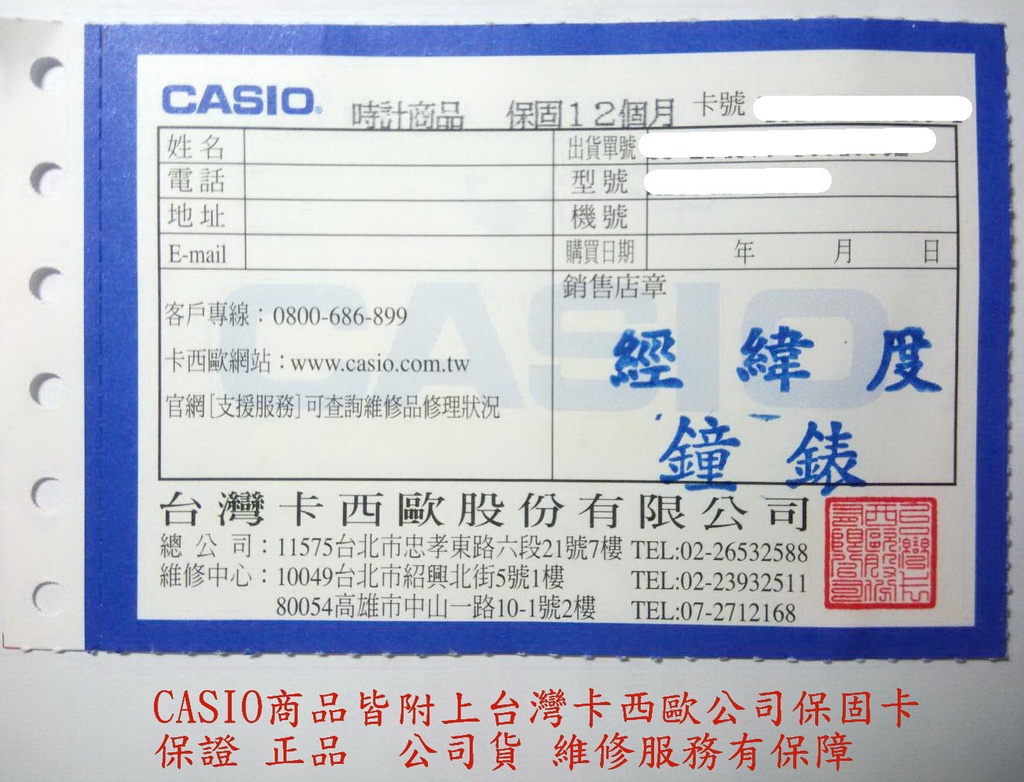 CASIO®
時計商品 保固12個月 卡號
姓名 出貨單號
電話 型號
地址 機號
E-mail 購買日期 年 月 日
客戶專線：0800-686-899
卡西歐網站：www.casio.com.tw
官網[支援服務]可查詢維修品修理狀況
銷售店章
經緯度
鐘錶
CASIO
台灣卡西歐股份有限公司
總公司：11575台北市忠孝東路六段21號7樓 TEL:02-26532588
維修中心：10049台北市紹興北街5號1樓 TEL:02-23932511
80054高雄市中山一路10-1號2樓 TEL:07-2712168
CASIO商品皆附上台灣卡西歐公司保固卡
保證 正品 公司貨 維修服務有保障